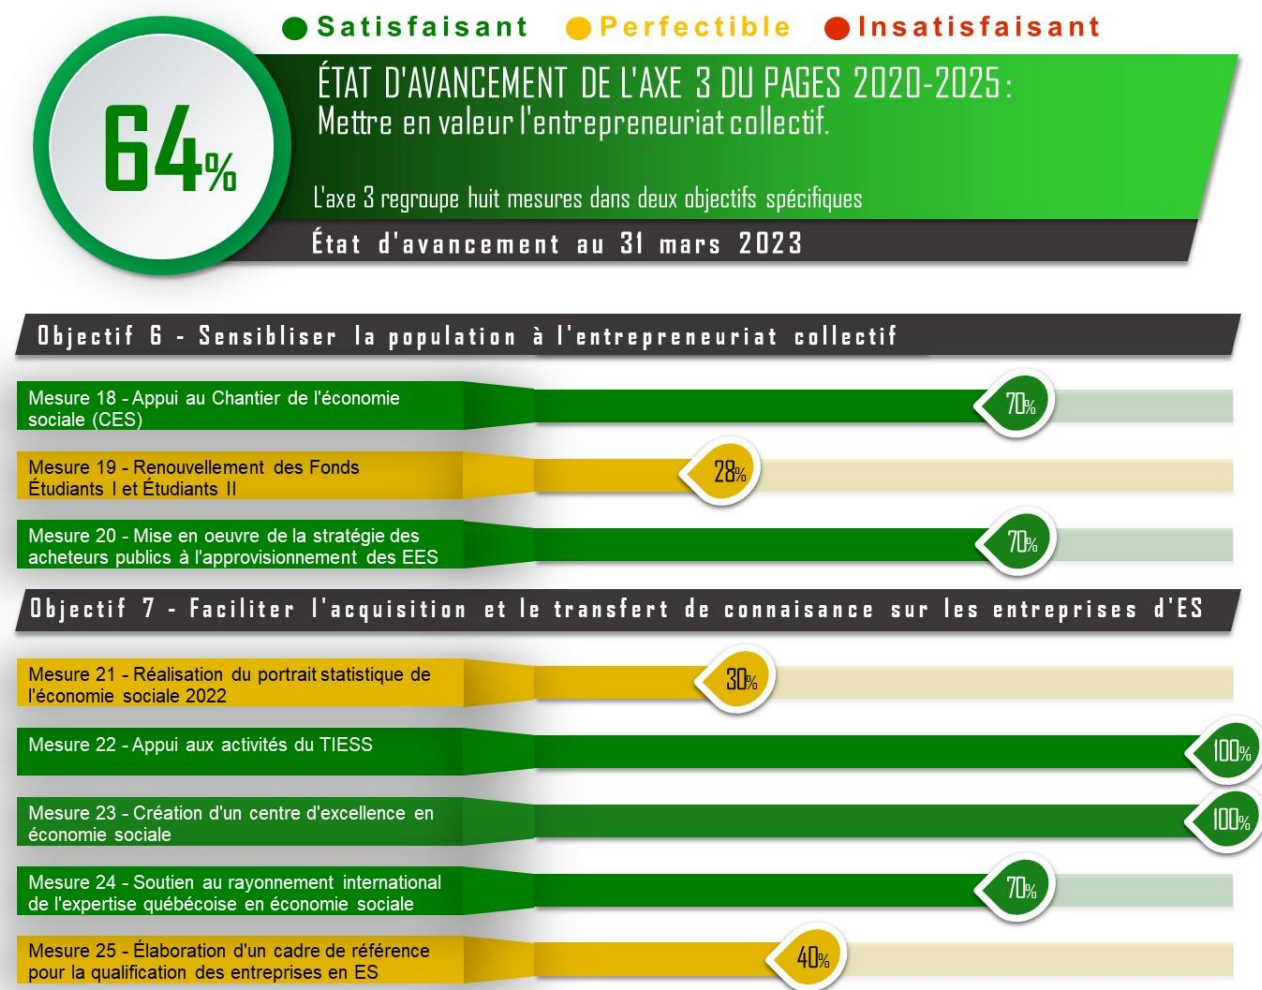 Satisfaisant Perfectible Insatisfaisant
64%
ÉTAT D'AVANCEMENT DE L'AXE 3 DU PAGES 2020-2025 :
Mettre en valeur l'entrepreneuriat collectif.
L'axe 3 regroupe huit mesures dans deux objectifs spécifiques
État d'avancement au 31 mars 2023
Objectif 6 - Sensibliser la population à l'entrepreneuriat collectif
Mesure 18 - Appui au Chantier de l'économie
sociale (CES)
70%
Mesure 19 - Renouvellement des Fonds
Étudiants I et Étudiants II
28%
Mesure 20 - Mise en oeuvre de la stratégie des
acheteurs publics à l'approvisionnement des EES
70%
Objectif 7 - Faciliter l'acquisition et le transfert de connaisance sur les entreprises d'ES
Mesure 21 - Réalisation du portrait statistique de
l'économie sociale 2022
30%
Mesure 22 - Appui aux activités du TIESS
100%
Mesure 23 - Création d'un centre d'excellence en
économie sociale
100%
Mesure 24 - Soutien au rayonnement international
de l'expertise québécoise en économie sociale
70%
Mesure 25 - Élaboration d'un cadre de référence
pour la qualification des entreprises en ES
40%